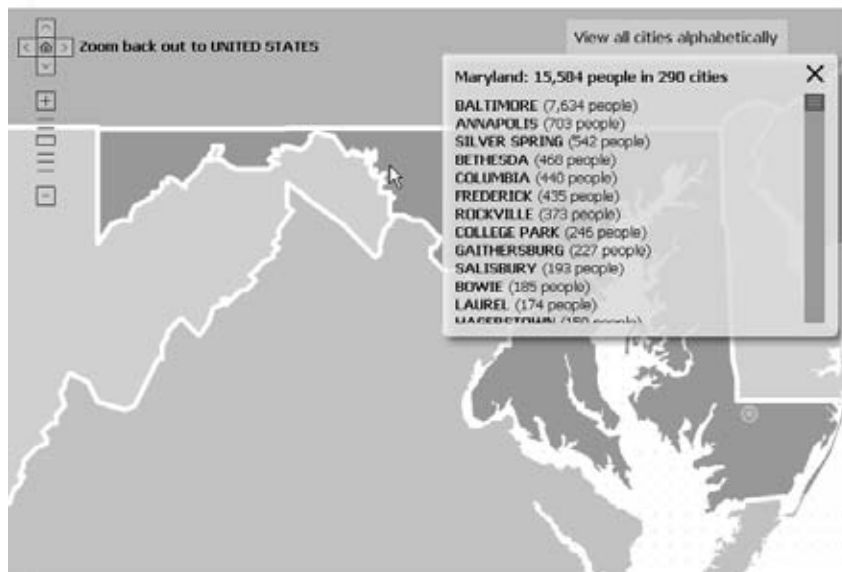 Zoom back out to UNITED STATES
View all cities alphabetically
Maryland: 15,584 people in 290 cities
BALTIMORE (7,634 people)
ANNAPOLIS (703 people)
SILVER SPRING (542 people)
BETHESDA (468 people)
COLUMBIA (440 people)
FREDERICK (435 people)
ROCKVILLE (373 people)
COLLEGE PARK (246 people)
GAITHERSBURG (227 people)
SALISBURY (193 people)
BOWIE (185 people)
LAUREL (174 people)
HAGERSTOWN